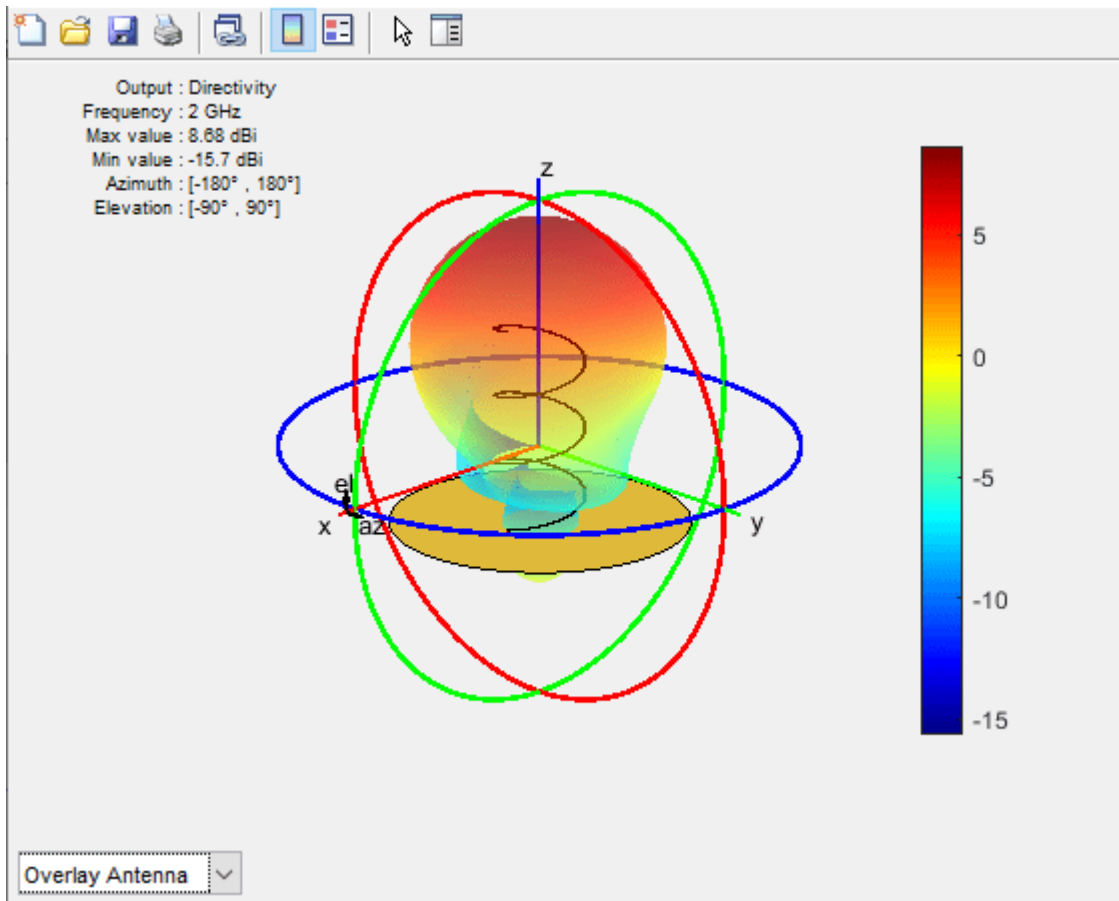 Output : Directivity
Frequency : 2 GHz
Max value : 8.68 dBi
Min value : -15.7 dBi
Azimuth : [-180° , 180°]
Elevation : [-90° , 90°]
z
5
0
-5
el
x
az
y
-10
-15
Overlay Antenna